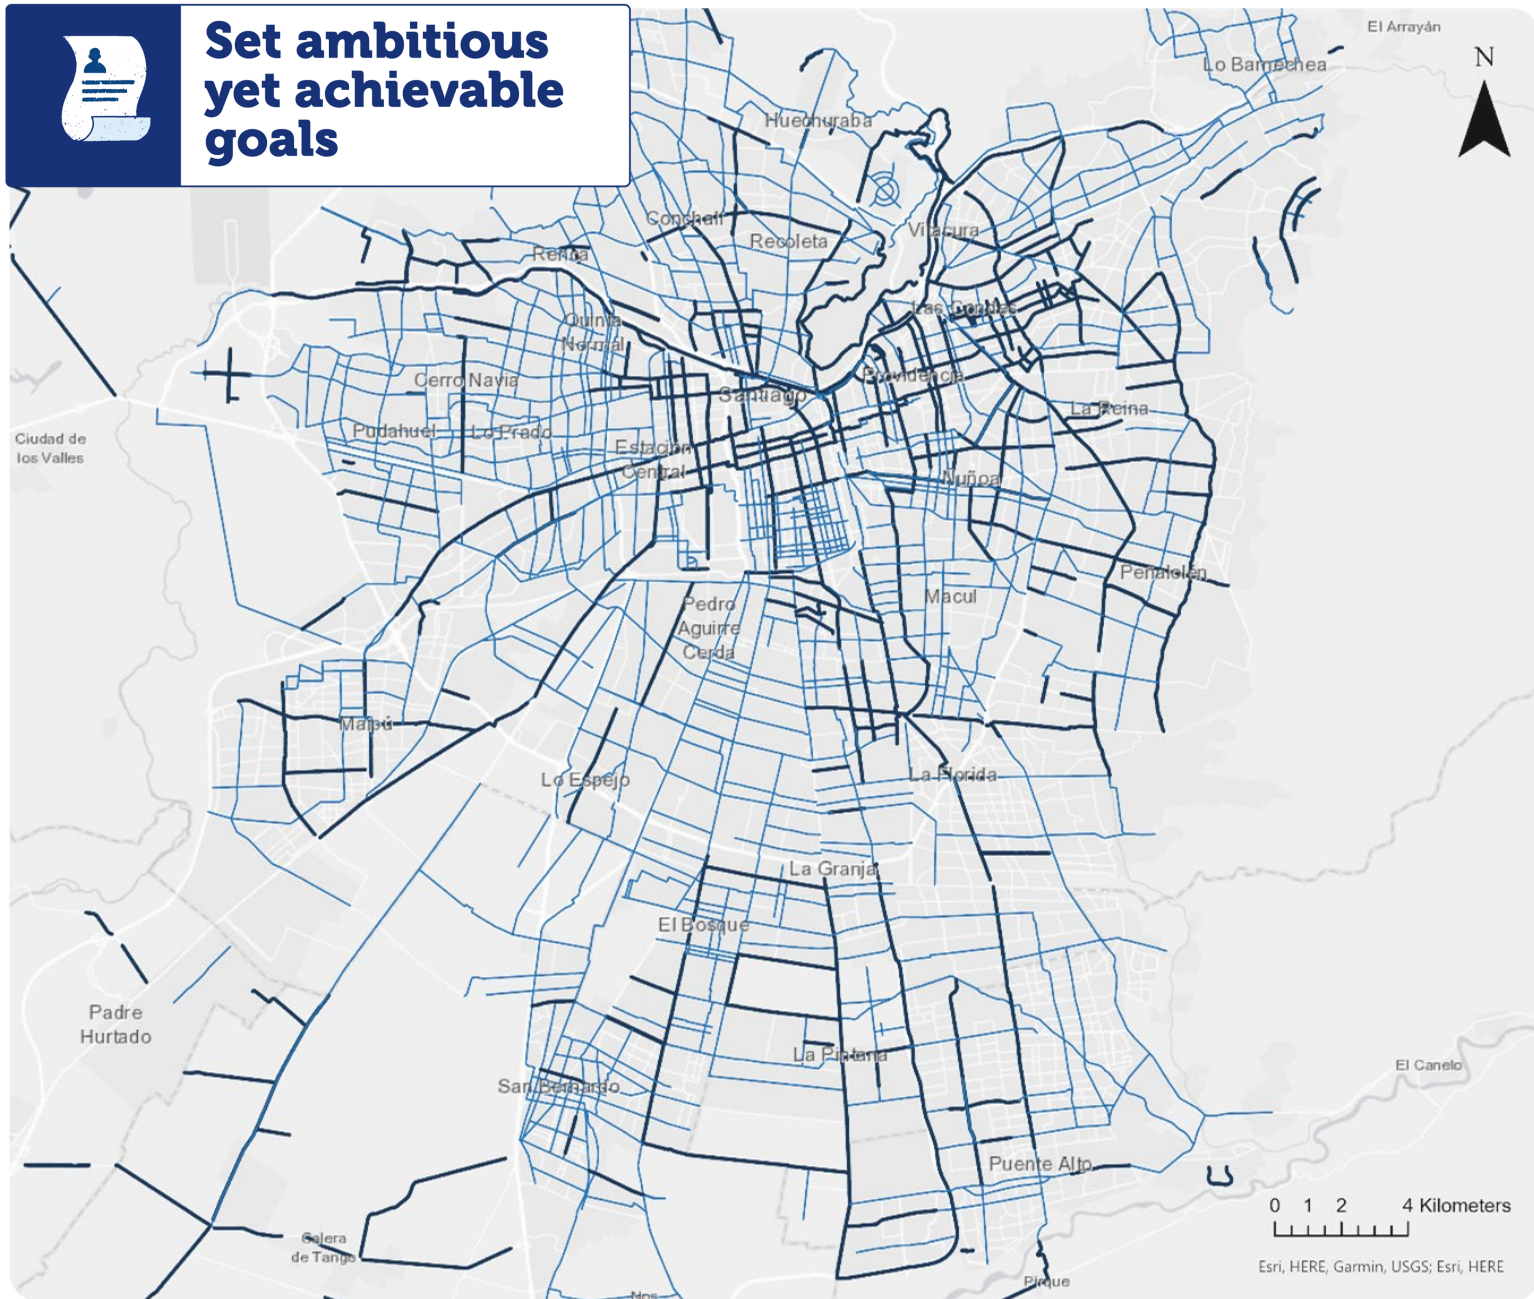 Set ambitious
yet achievable
goals
El Arrayán
N
Lo Barnechea
Huechuraba
Conchalí
Recoleta
Vitacura
Renca
Las Condes
Quinta
Normal
Cerro Navia
Providencia
Santiago
La Reina
Ciudad de
los Valles
Pudahuel
Lo Prado
Estación
Central
Ñuñoa
Peñalolén
Macul
Pedro
Aguirre
Cerda
Maipú
Lo Espejo
La Florida
La Granja
El Bosque
Padre
Hurtado
La Pintana
El Canelo
San Bernardo
Puente Alto
0 1 2 4 Kilometers
Calera
de Tango
Esri, HERE, Garmin, USGS; Esri, HERE
Pirque
Nos